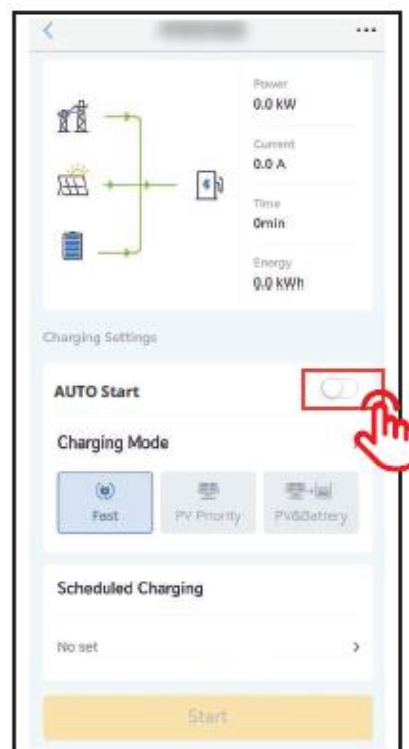 Power
0.0 kW
Current
0.0 A
Time
0min
Energy
0.0 kWh
Charging Settings
AUTO Start
Charging Mode
Fast
PV Priority
PV&Battery
Scheduled Charging
No set
Start